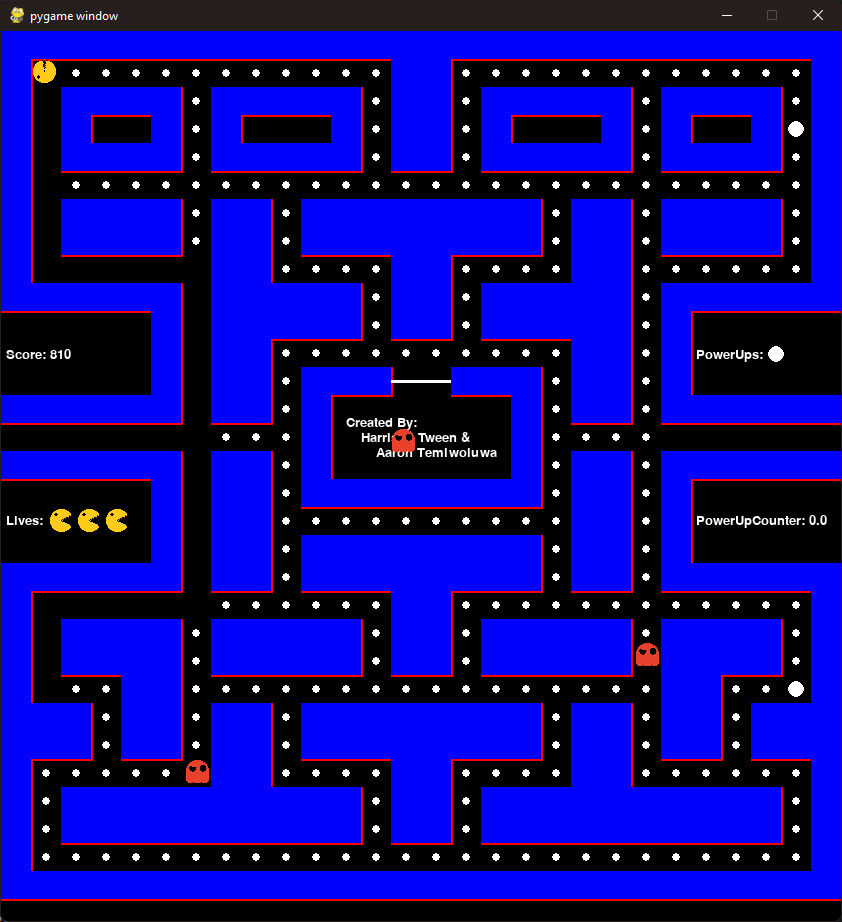 pygame window
Score: 810
PowerUps:
Created By:
Tween &
Aaron Temiwoluwa
Lives:
PowerUpCounter: 0.0